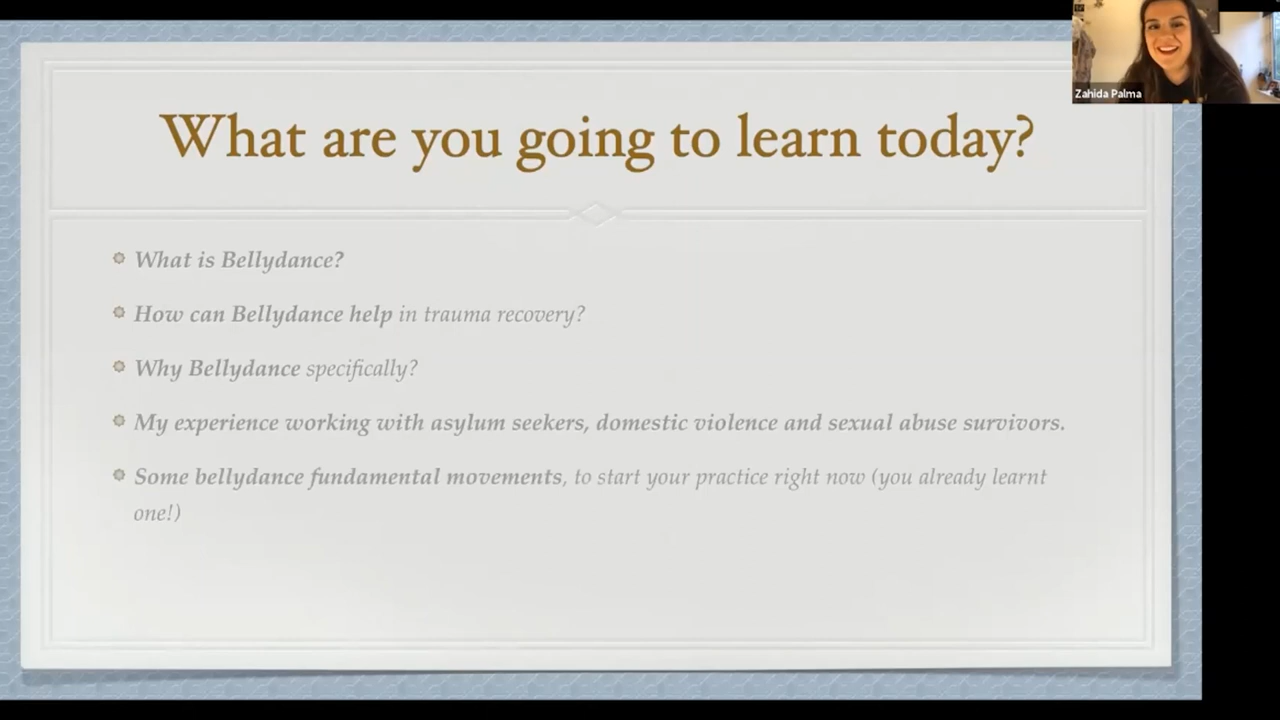 Zahida Palma
What are you going to learn today?
What is Bellydance?
How can Bellydance help in trauma recovery?
Why Bellydance specifically?
My experience working with asylum seekers, domestic violence and sexual abuse survivors.
Some bellydance fundamental movements, to start your practice right now (you already learnt
one!)